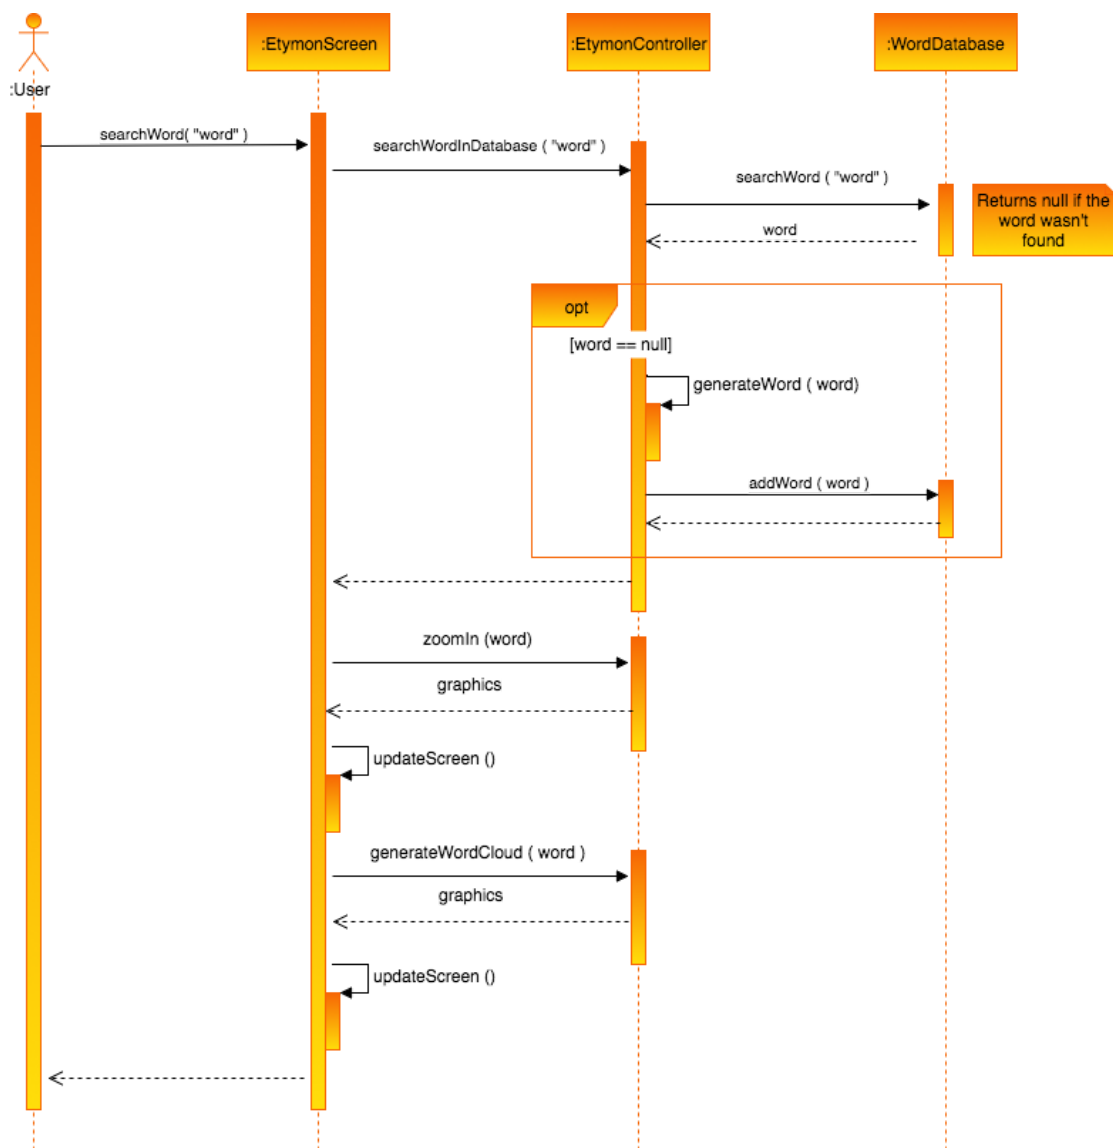 :EtymonScreen
:EtymonController
:WordDatabase
:User
searchWord( "word" )
searchWordInDatabase ( "word" )
searchWord ( "word" )
Returns null if the
word wasn't
found
word
opt
[word == null]
generateWord ( word)
addWord ( word )
zoomIn (word)
graphics
updateScreen ()
generateWordCloud ( word )
graphics
updateScreen ()